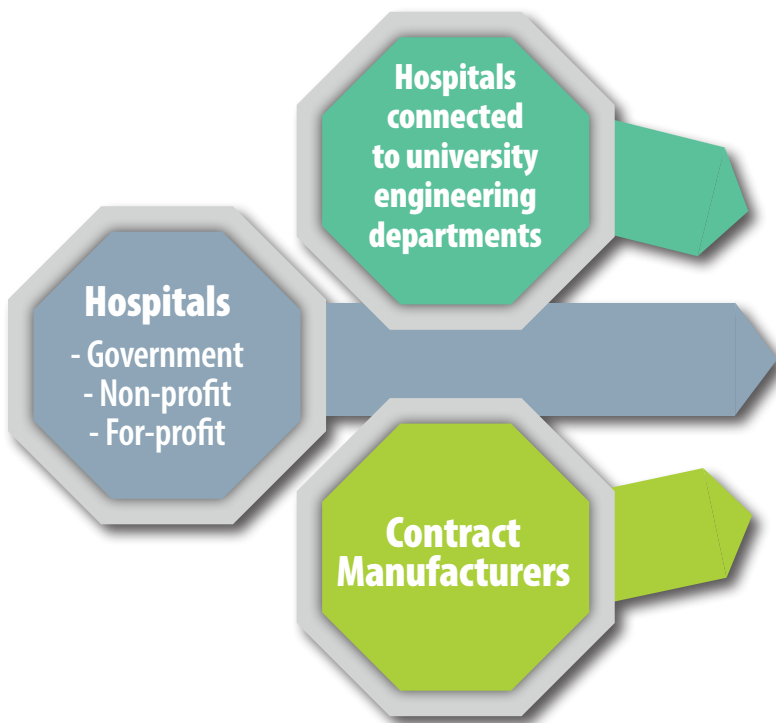 Hospitals
connected
to university
engineering
departments
Hospitals
- Government
- Non-profit
- For-profit
Contract
Manufacturers